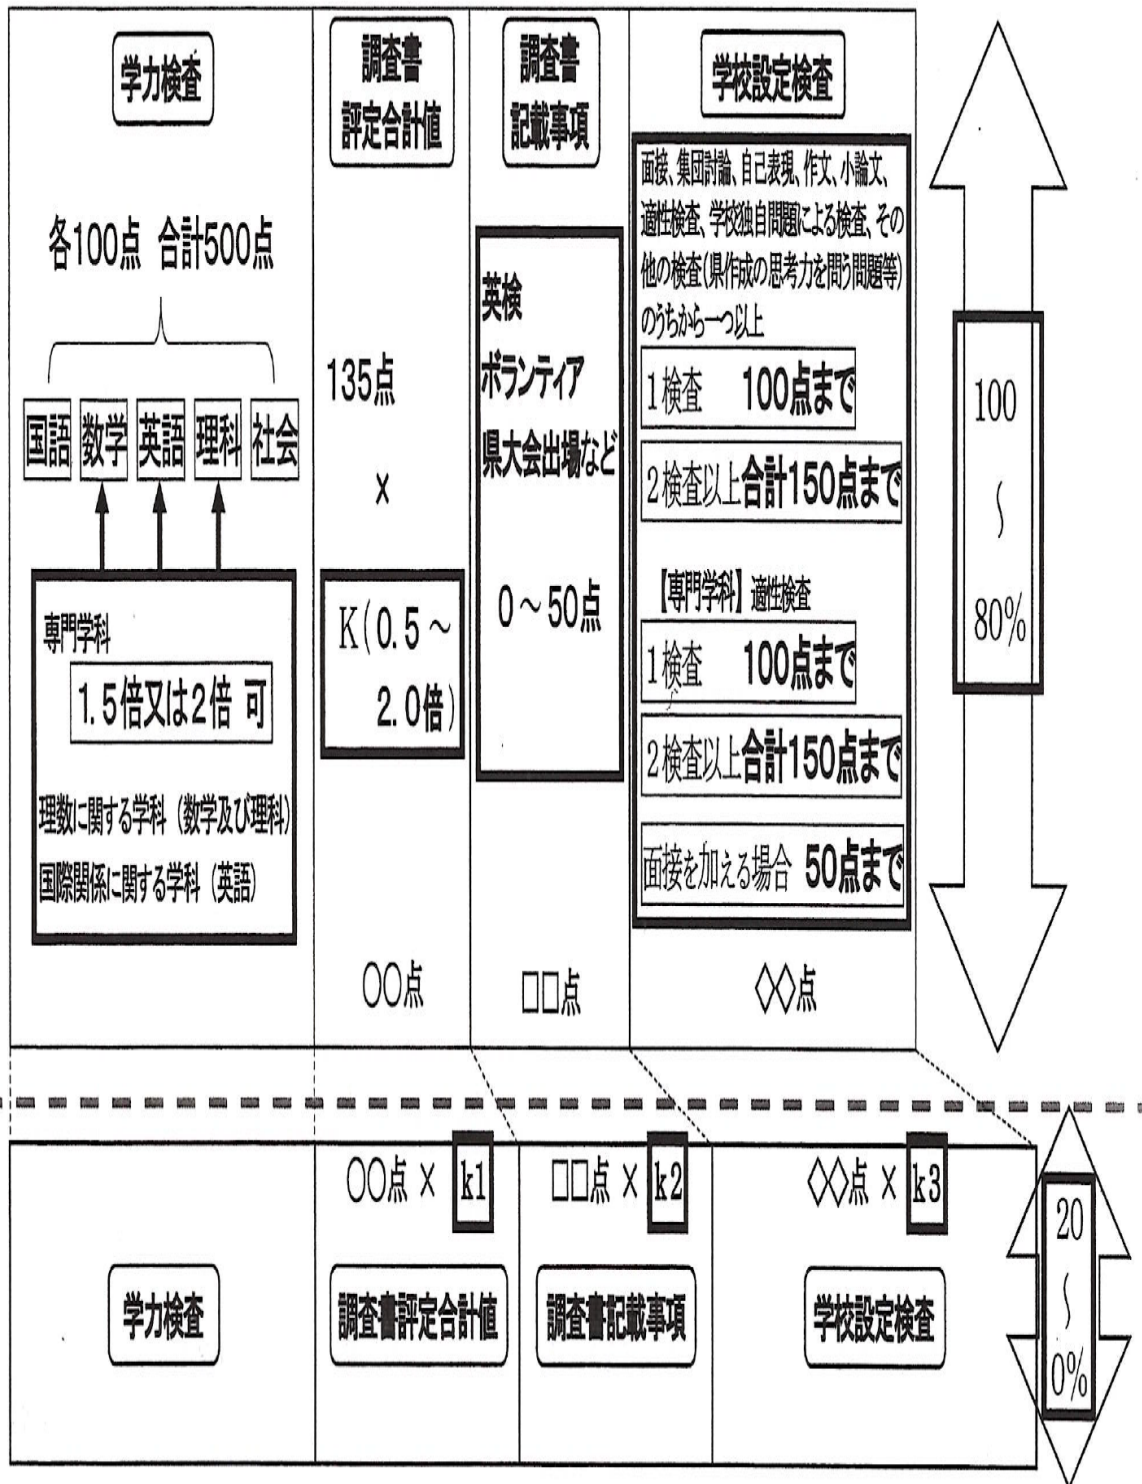 学力検査
各100点 合計500点
国語 数学 英語 理科 社会
専門学科
1.5倍又は2倍 可
理数に関する学科(数学及び理科)
国際関係に関する学科(英語)
調査書
評定合計値
135点
×
K(0.5～
2.0倍)
○○点
調査書
記載事項
英検
ボランティア
県大会出場など
0～50点
□□点
学校設定検査
面接、集団討論、自己表現、作文、小論文、
適性検査、学校独自問題による検査、その
他の検査(県作成の思考力を問う問題等)
のうちから一つ以上
1検査 100点まで
2検査以上合計150点まで
【専門学科】適性検査
1検査 100点まで
2検査以上合計150点まで
面接を加える場合 50点まで
◇◇点
100
～
80%
○○点 × k1
□□点 × k2
◇◇点 × k3
学力検査
調査書評定合計値
調査書記載事項
学校設定検査
20
～
0%